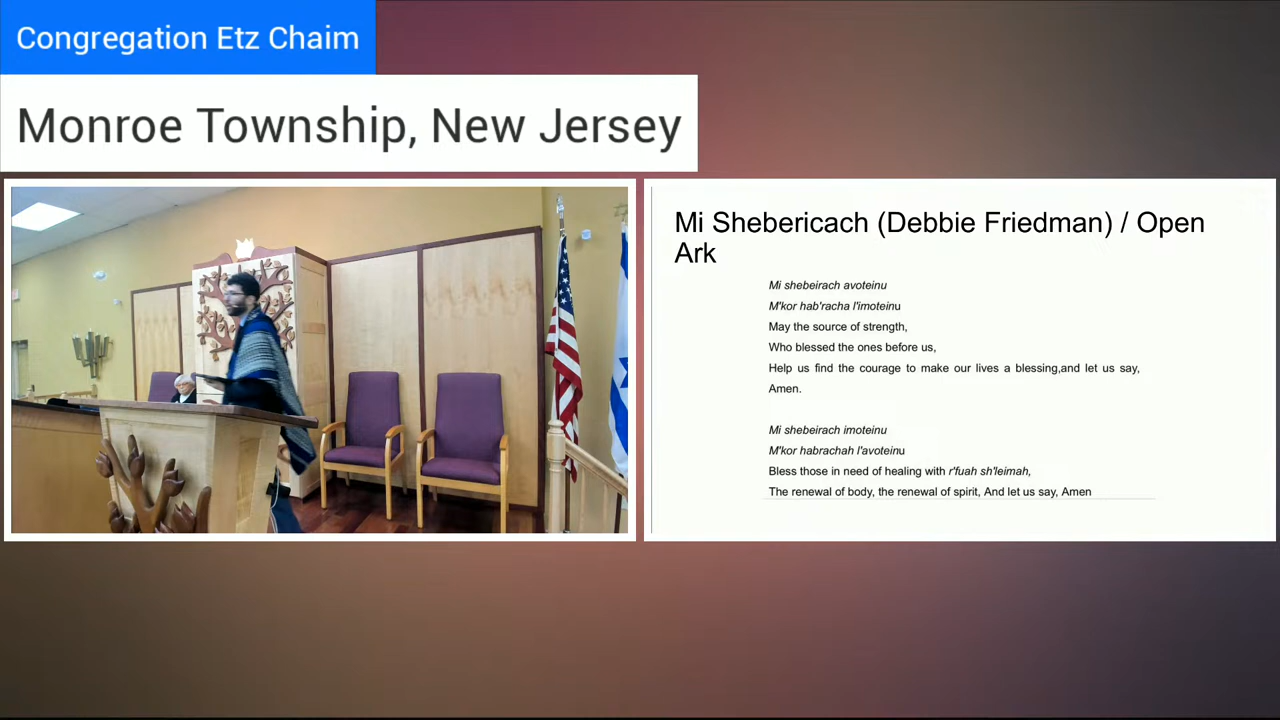 Congregation Etz Chaim
Monroe Township, New Jersey
Mi Shebericach (Debbie Friedman) / Open
Ark
Mi shebeirach avoteinu
M'kor hab'racha l'imoteinu
May the source of strength,
Who blessed the ones before us,
Help us find the courage to make our lives a blessing,and let us say,
Amen.
Mi shebeirach imoteinu
M'kor habrachah l'avoteinu
Bless those in need of healing with r'fuah sh'leimah,
The renewal of body, the renewal of spirit, And let us say, Amen